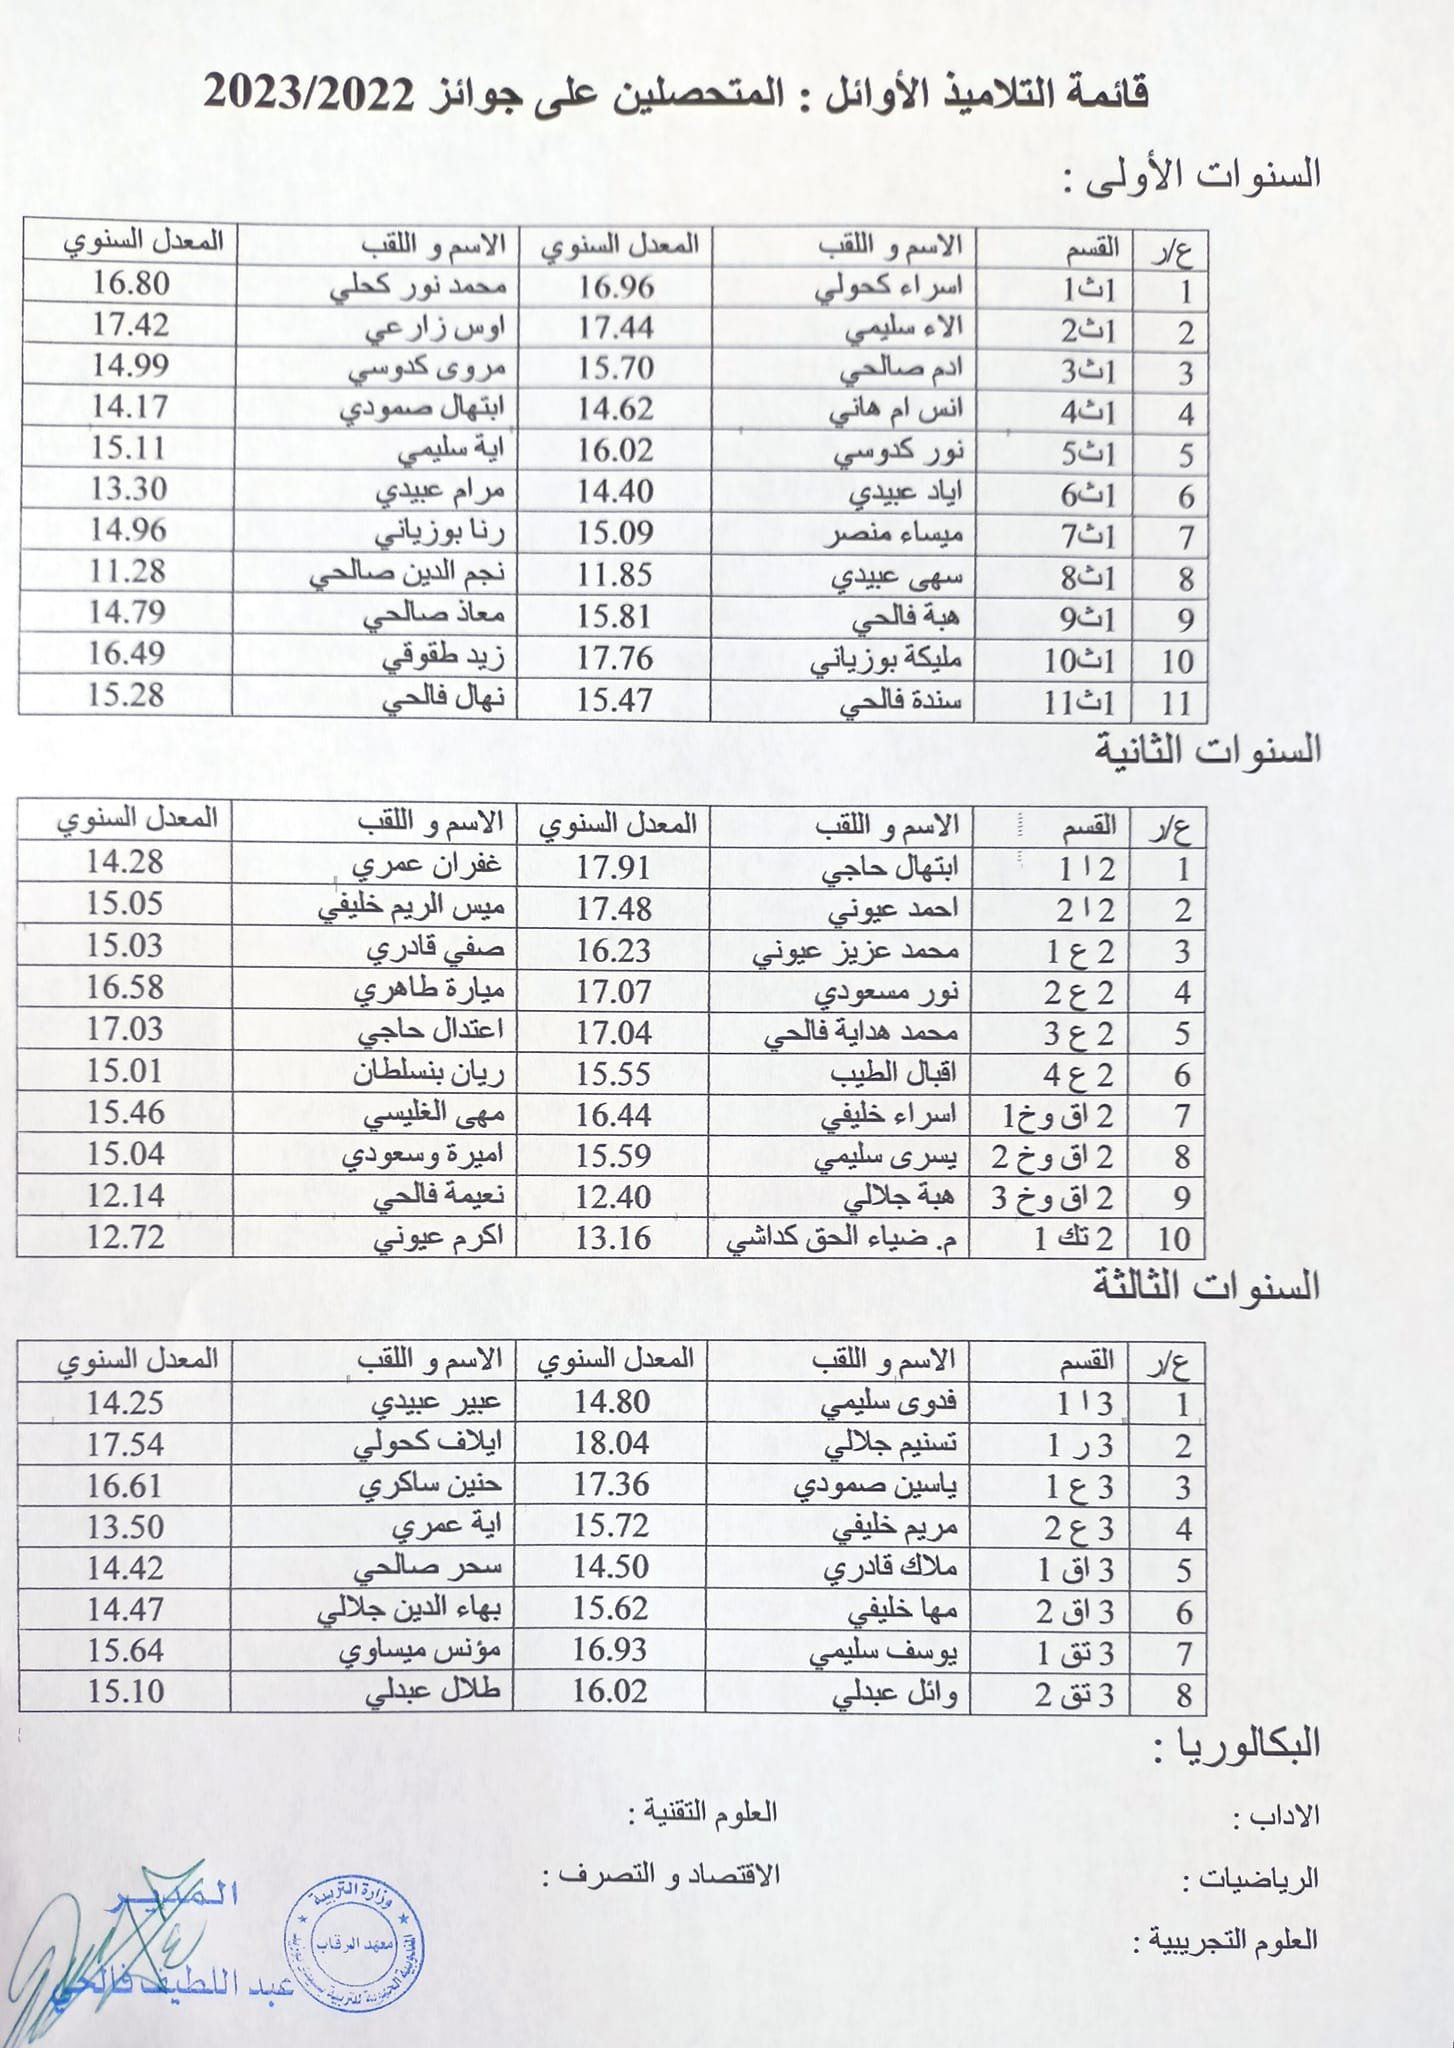 قائمة التلاميذ الأوائل : المتحصلين على جوائز 2023/2022
السنوات الأولى :
ع/ر القسم الاسم و اللقب المعدل السنوي الاسم و اللقب المعدل السنوي
1 1ث1 اسراء كحولي 16.96 محمد نور كحلي 16.80
2 1ث2 الاء سليمي 17.44 اوس زارعي 17.42
3 1ث3 ادم صالحي 15.70 مروى كدوسي 14.99
4 1ث4 انس ام هاني 14.62 ابتهال صمودي 14.17
5 1ث5 نور كدوسي 16.02 اية سليمي 15.11
6 1ث6 اياد عبيدي 14.40 مرام عبيدي 13.30
7 1ث7 ميساء منصر 15.09 رنا بوزياني 14.96
8 1ث8 سهى عبيدي 11.85 نجم الدين صالحي 11.28
9 1ث9 هبة فالحي 15.81 معاذ صالحي 14.79
10 1ث10 مليكة بوزياني 17.76 زيد طقوقي 16.49
11 1ث11 سندة فالحي 15.47 نهال فالحي 15.28
السنوات الثانية
ع/ر القسم الاسم و اللقب المعدل السنوي الاسم و اللقب المعدل السنوي
1 2 ا 1 ابتهال حاجي 17.91 غفران عمري 14.28
2 2 ا 2 احمد عيوني 17.48 ميس الريم خليفي 15.05
3 2 ع 1 محمد عزيز عيوني 16.23 صفي قادري 15.03
4 2 ع 2 نور مسعودي 17.07 ميارة طاهري 16.58
5 2 ع 3 محمد هداية فالحي 17.04 اعتدال حاجي 17.03
6 2 ع 4 اقبال الطيب 15.55 ريان بنسلطان 15.01
7 2 اق وخ1 اسراء خليفي 16.44 مهى الغليسي 15.46
8 2 اق وخ 2 يسرى سليمي 15.59 اميرة وسعودي 15.04
9 2 اق وخ 3 هبة جلالي 12.40 نعيمة فالحي 12.14
10 2 تك 1 م. ضياء الحق كداشي 13.16 اكرم عيوني 12.72
السنوات الثالثة
ع/ر القسم الاسم و اللقب المعدل السنوي الاسم و اللقب المعدل السنوي
1 3 ا 1 فدوى سليمي 14.80 عبير عبيدي 14.25
2 3 ر 1 تسنيم جلالي 18.04 ايلاف كحولي 17.54
3 3 ع 1 ياسين صمودي 17.36 حنين ساكري 16.61
4 3 ع 2 مريم خليفي 15.72 اية عمري 13.50
5 3 اق 1 ملاك قادري 14.50 سحر صالحي 14.42
6 3 اق 2 مها خليفي 15.62 بهاء الدين جلالي 14.47
7 3 تق 1 يوسف سليمي 16.93 مؤنس ميساوي 15.64
8 3 تق 2 وائل عبدلي 16.02 طلال عبدلي 15.10
البكالوريا :
الاداب : العلوم التقنية :
الرياضيات : الاقتصاد و التصرف :
العلوم التجريبية :
المدير
عبد اللطيف فالحي
وزارة التربية
معهد الرقاب
المندوبية الجهوية للتربية بسيدي بوزيد